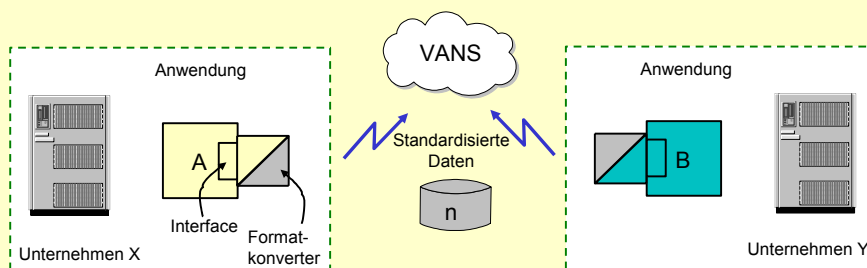 Anwendung
A
Interface
Format-
konverter
Unternehmen X
VANS
Standardisierte
Daten
n
Anwendung
B
Unternehmen Y